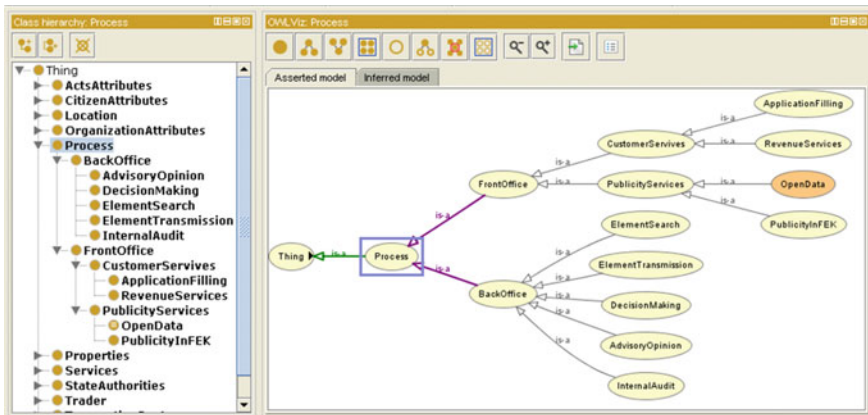 Class hierarchy: Process
Thing
ActsAttributes
CitizenAttributes
Location
OrganizationAttributes
Process
BackOffice
AdvisoryOpinion
DecisionMaking
ElementSearch
ElementTransmission
InternalAudit
FrontOffice
CustomerServives
ApplicationFilling
RevenueServices
PublicityServices
OpenData
PublicityInFEK
Properties
Services
StateAuthorities
Trader
OWLViz: Process
Asserted model
Inferred model
ApplicationFilling
is-a
CustomerServives
is-a
RevenueServices
is-a
FrontOffice
is-a
PublicityServices
is-a
OpenData
is-a
PublicityInFEK
is-a
ElementSearch
is-a
Thing
is-a
Process
ElementTransmission
is-a
is-a
BackOffice
is-a
DecisionMaking
is-a
AdvisoryOpinion
is-a
InternalAudit